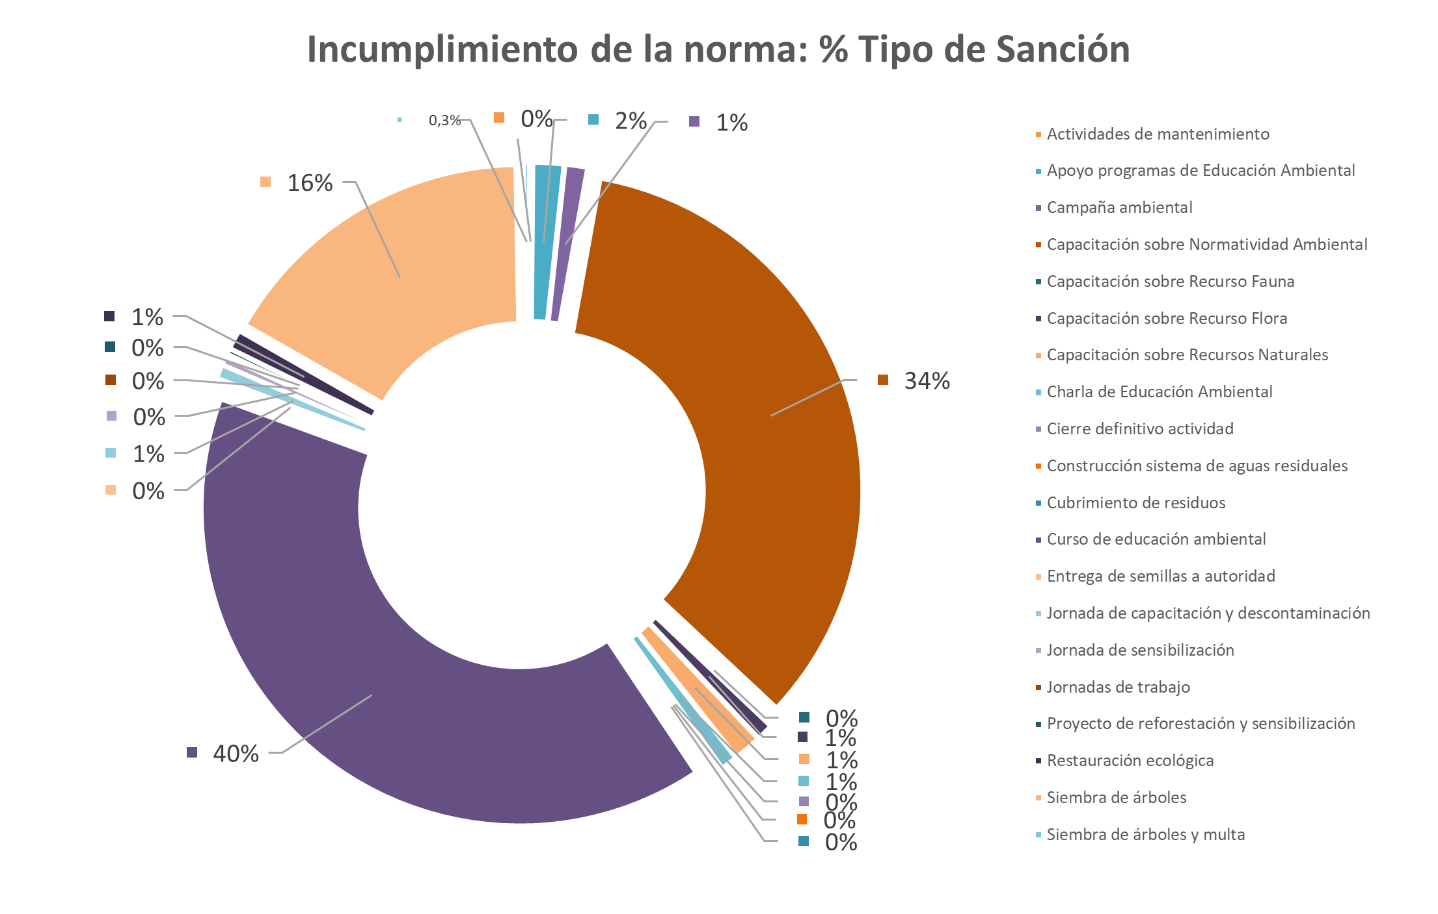 Incumplimiento de la norma: % Tipo de Sanción
0,3%
0%
2%
1%
16%
34%
1%
0%
0%
0%
1%
0%
40%
0%
1%
1%
1%
0%
0%
0%
Actividades de mantenimiento
Apoyo programas de Educación Ambiental
Campaña ambiental
Capacitación sobre Normatividad Ambiental
Capacitación sobre Recurso Fauna
Capacitación sobre Recurso Flora
Capacitación sobre Recursos Naturales
Charla de Educación Ambiental
Cierre definitivo actividad
Construcción sistema de aguas residuales
Cubrimiento de residuos
Curso de educación ambiental
Entrega de semillas a autoridad
Jornada de capacitación y descontaminación
Jornada de sensibilización
Jornadas de trabajo
Proyecto de reforestación y sensibilización
Restauración ecológica
Siembra de árboles
Siembra de árboles y multa